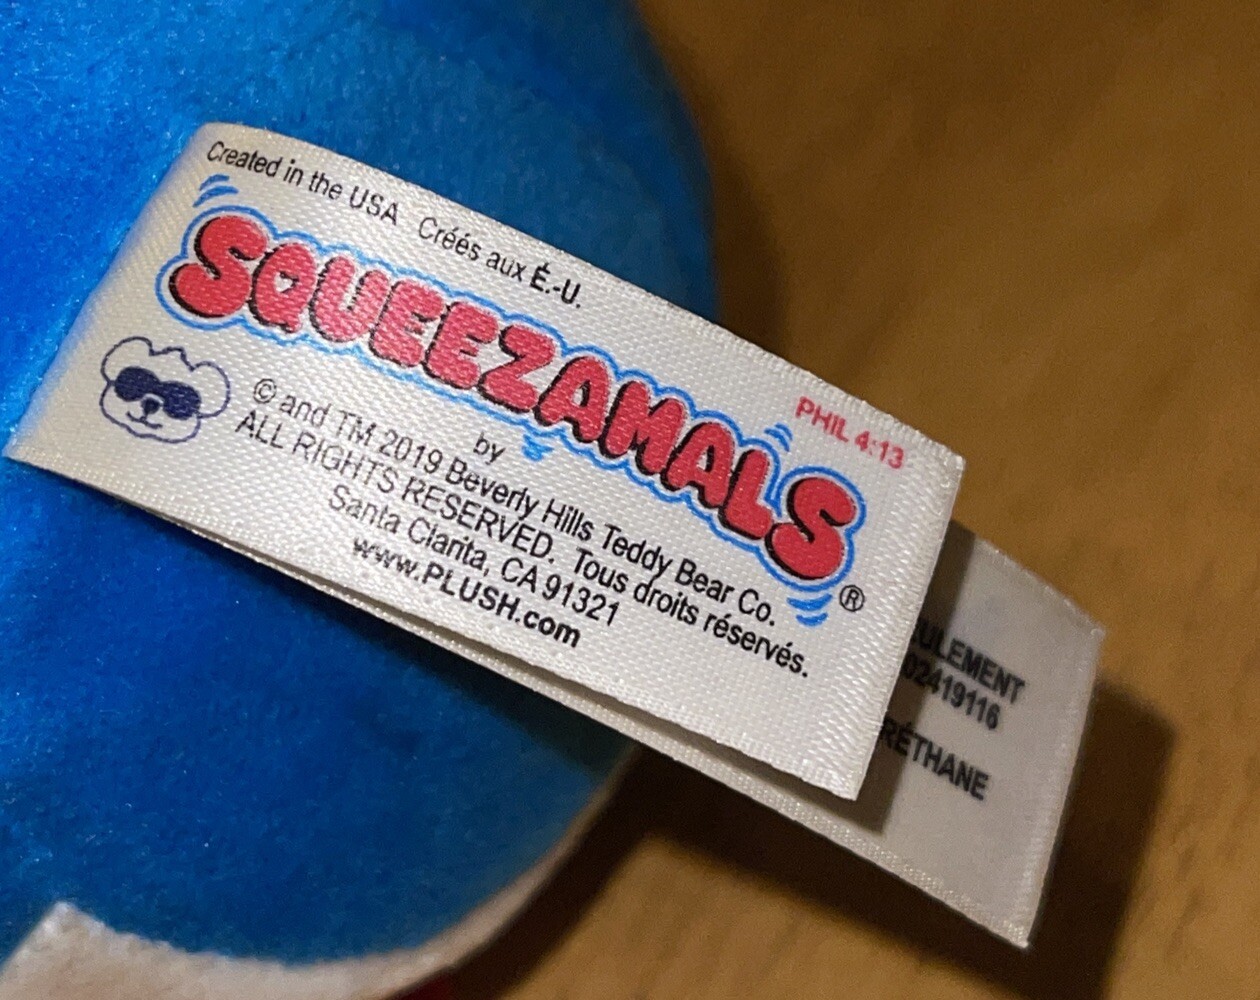 Created in the USA Créés aux É.-U.
SQUEEZAMALS®
PHIL 4:13
by
© and TM 2019 Beverly Hills Teddy Bear Co.
ALL RIGHTS RESERVED. Tous droits réservés.
Santa Clarita, CA 91321
www.PLUSH.com
ULEMENT
02419116
RÉTHANE